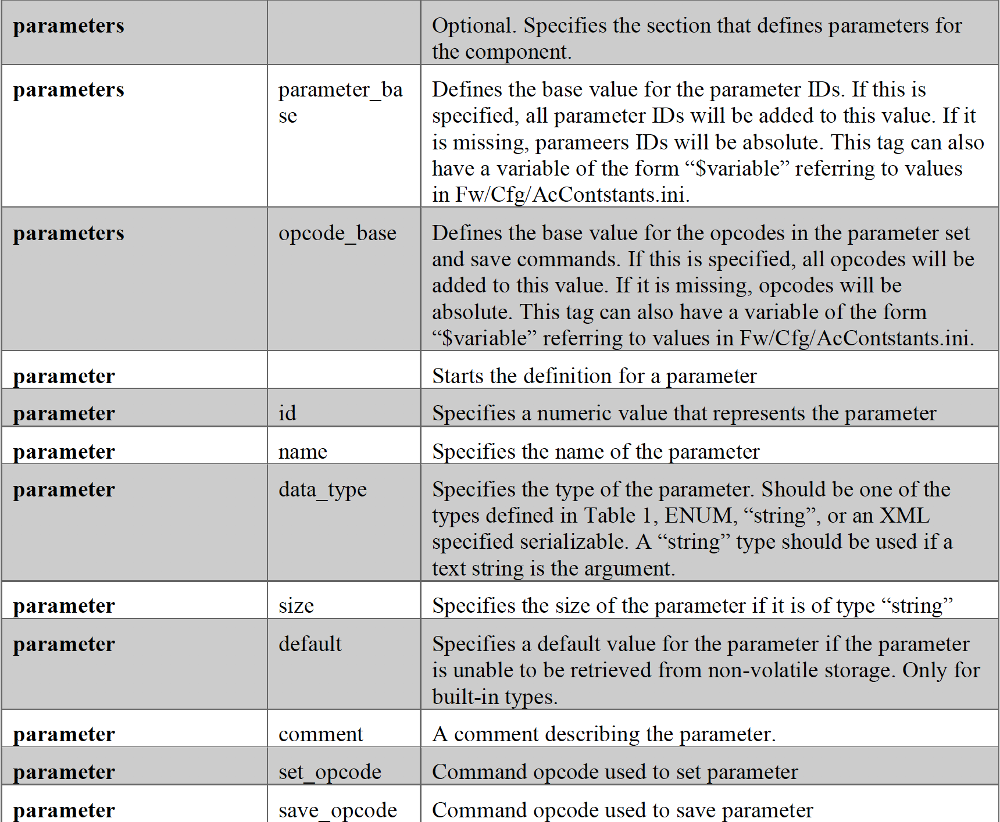 parameters
Optional. Specifies the section that defines parameters for
the component.
parameters
parameter_ba
se
Defines the base value for the parameter IDs. If this is
specified, all parameter IDs will be added to this value. If it
is missing, parameers IDs will be absolute. This tag can also
have a variable of the form “$variable” referring to values
in Fw/Cfg/AcContstants.ini.
parameters
opcode_base
Defines the base value for the opcodes in the parameter set
and save commands. If this is specified, all opcodes will be
added to this value. If it is missing, opcodes will be
absolute. This tag can also have a variable of the form
“$variable” referring to values in Fw/Cfg/AcContstants.ini.
parameter
Starts the definition for a parameter
parameter
id
Specifies a numeric value that represents the parameter
parameter
name
Specifies the name of the parameter
parameter
data_type
Specifies the type of the parameter. Should be one of the
types defined in Table 1, ENUM, “string”, or an XML
specified serializable. A “string” type should be used if a
text string is the argument.
parameter
size
Specifies the size of the parameter if it is of type “string”
parameter
default
Specifies a default value for the parameter if the parameter
is unable to be retrieved from non-volatile storage. Only for
built-in types.
parameter
comment
A comment describing the parameter.
parameter
set_opcode
Command opcode used to set parameter
parameter
save_opcode
Command opcode used to save parameter